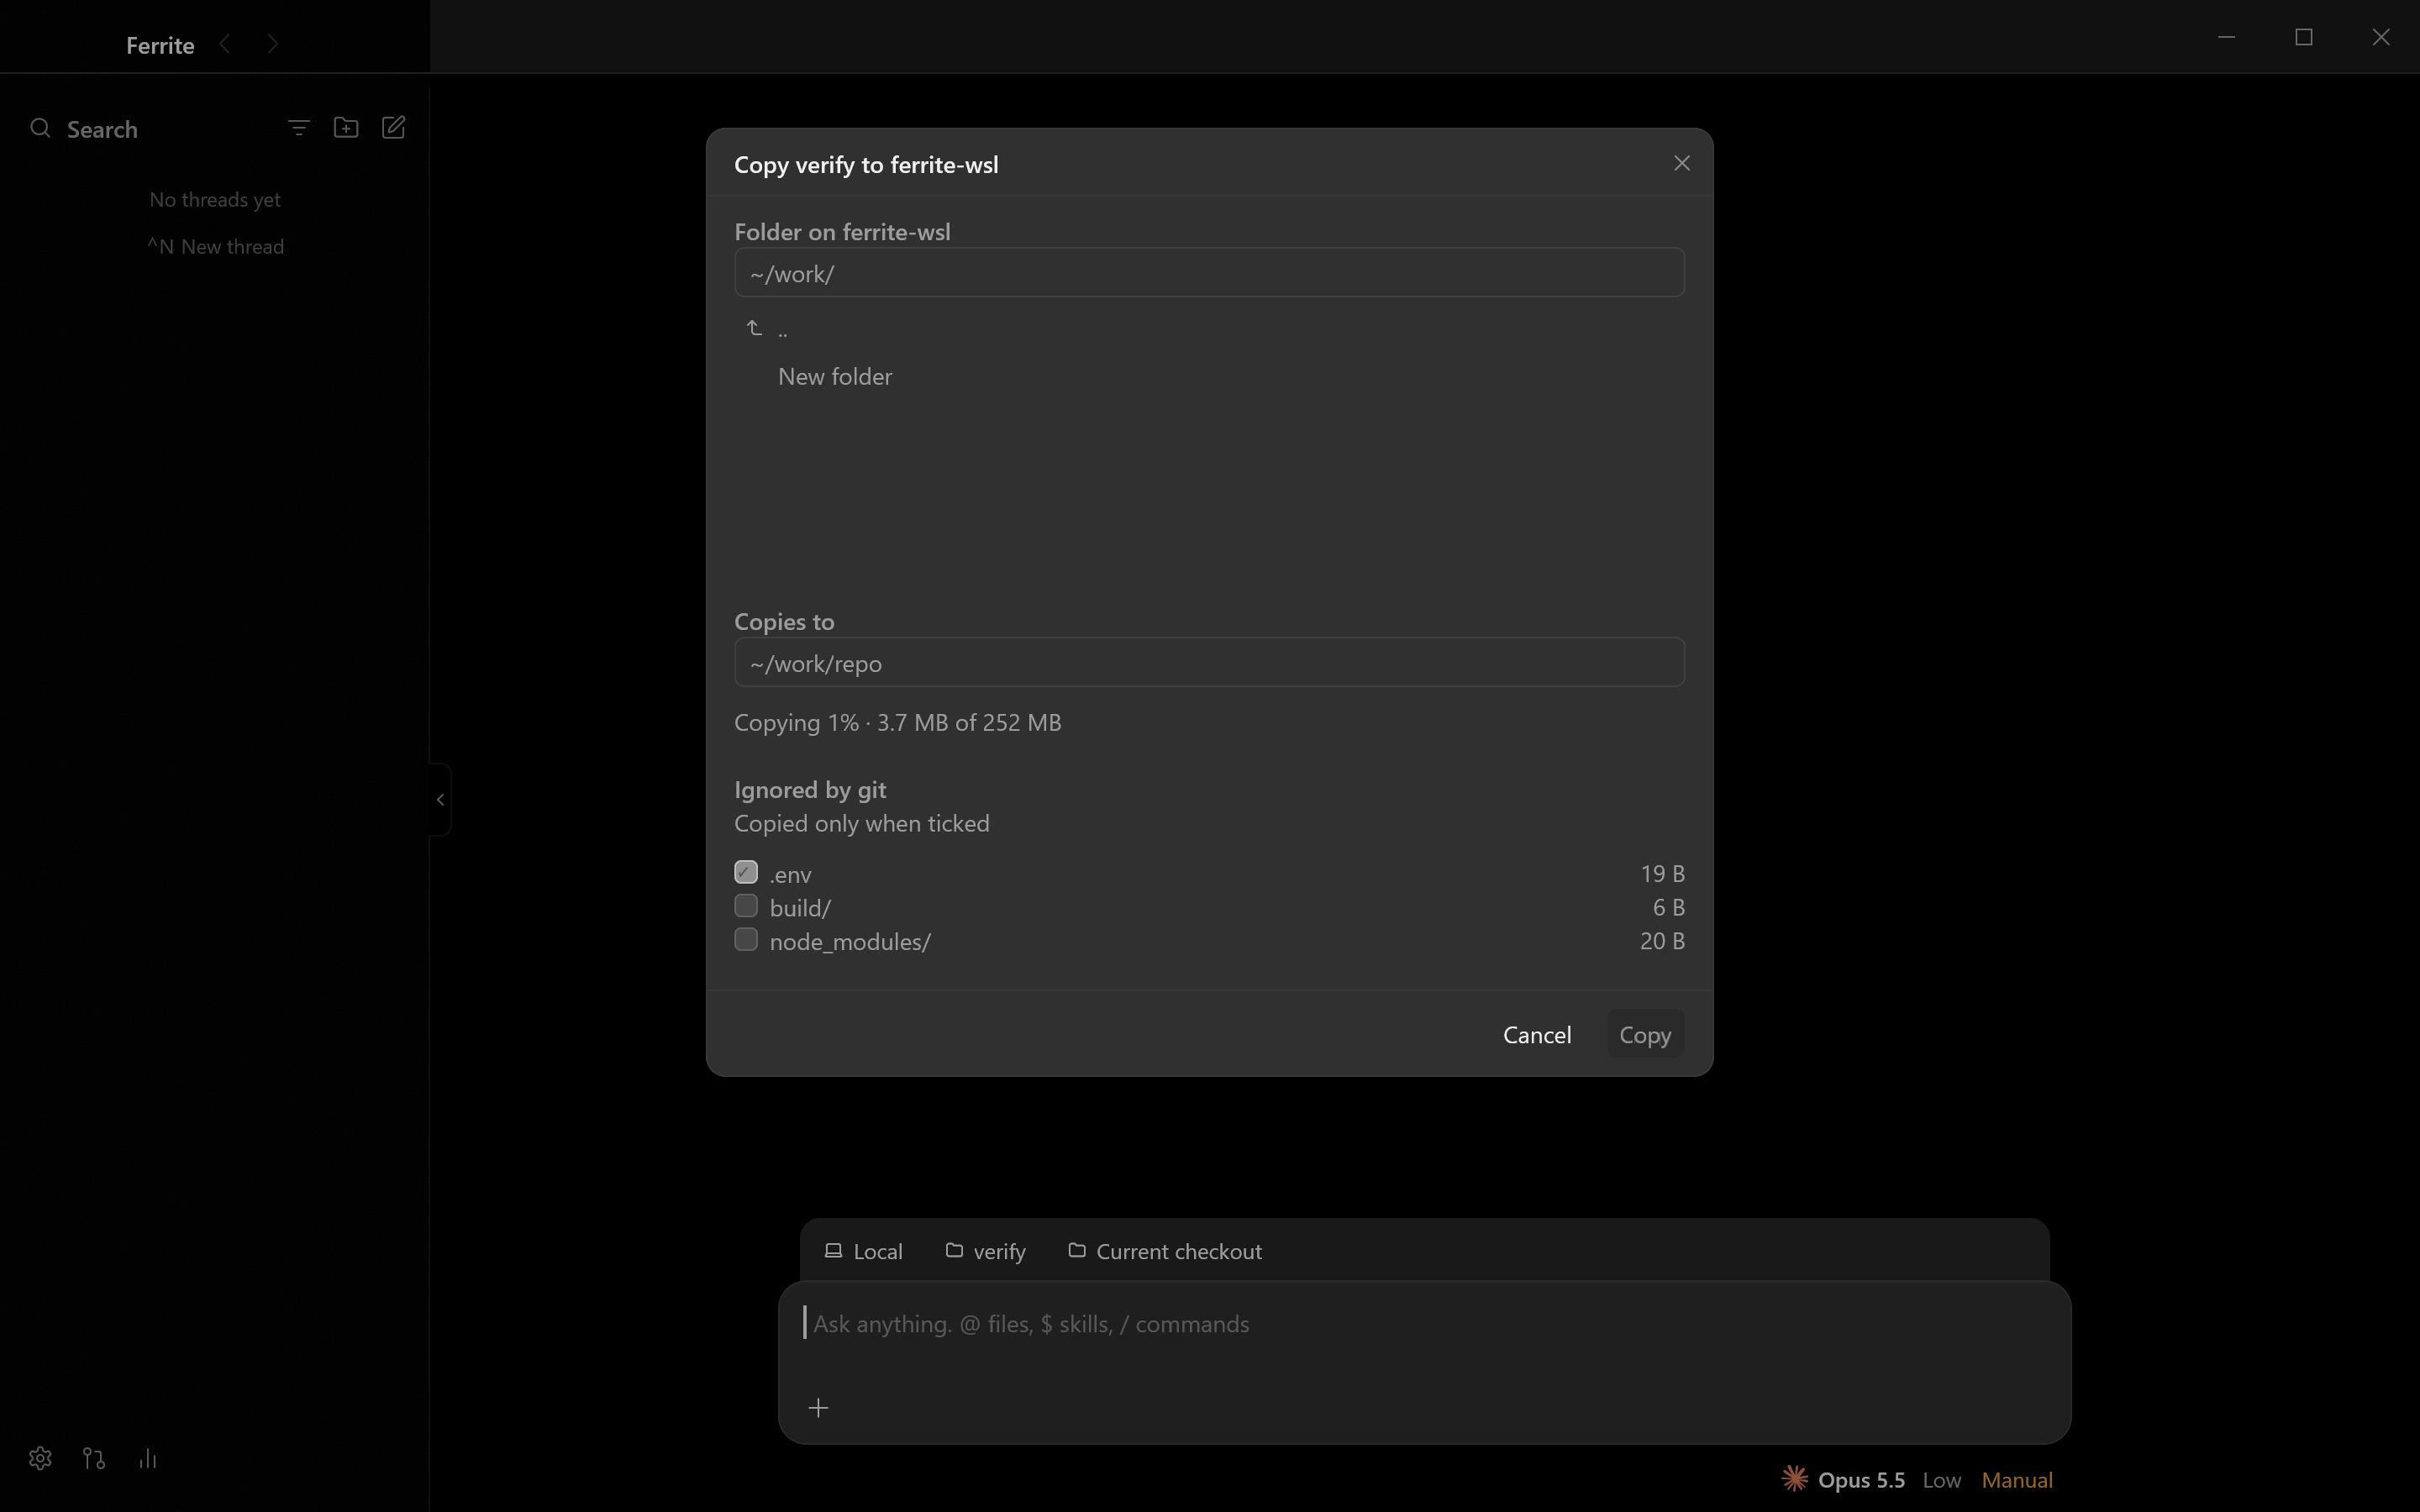 Ferrite
Search
No threads yet
^N New thread
Copy verify to ferrite-wsl
Folder on ferrite-wsl
~/work/
..
New folder
Copies to
~/work/repo
Copying 1% · 3.7 MB of 252 MB
Ignored by git
Copied only when ticked
.env 19 B
build/ 6 B
node_modules/ 20 B
Cancel Copy
Local verify Current checkout
Ask anything. @ files, $ skills, / commands
Opus 5.5 Low Manual